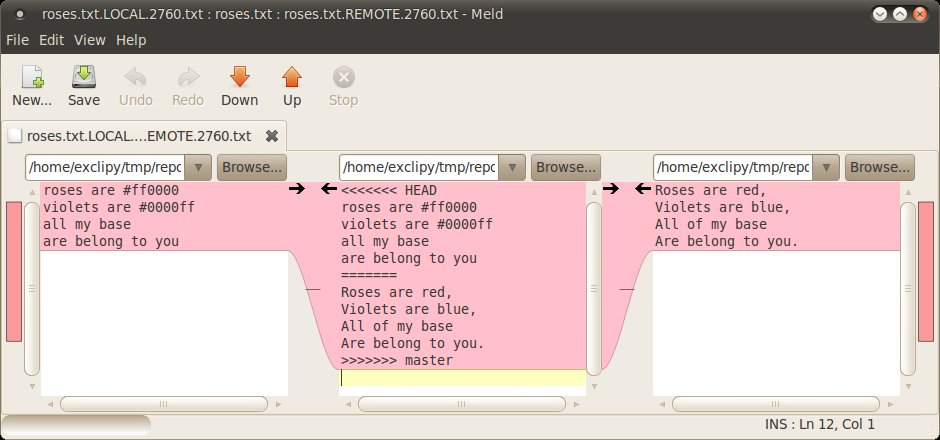 roses.txt.LOCAL.2760.txt : roses.txt : roses.txt.REMOTE.2760.txt - Meld
File Edit View Help
New... Save Undo Redo Down Up Stop
roses.txt.LOCAL....EMOTE.2760.txt
/home/exclipy/tmp/repo Browse... /home/exclipy/tmp/repo Browse... /home/exclipy/tmp/repo Browse...
roses are #ff0000
violets are #0000ff
all my base
are belong to you
<<<<<<< HEAD
roses are #ff0000
violets are #0000ff
all my base
are belong to you
=======
Roses are red,
Violets are blue,
All of my base
Are belong to you.
>>>>>>> master
Roses are red,
Violets are blue,
All of my base
Are belong to you.
INS : Ln 12, Col 1